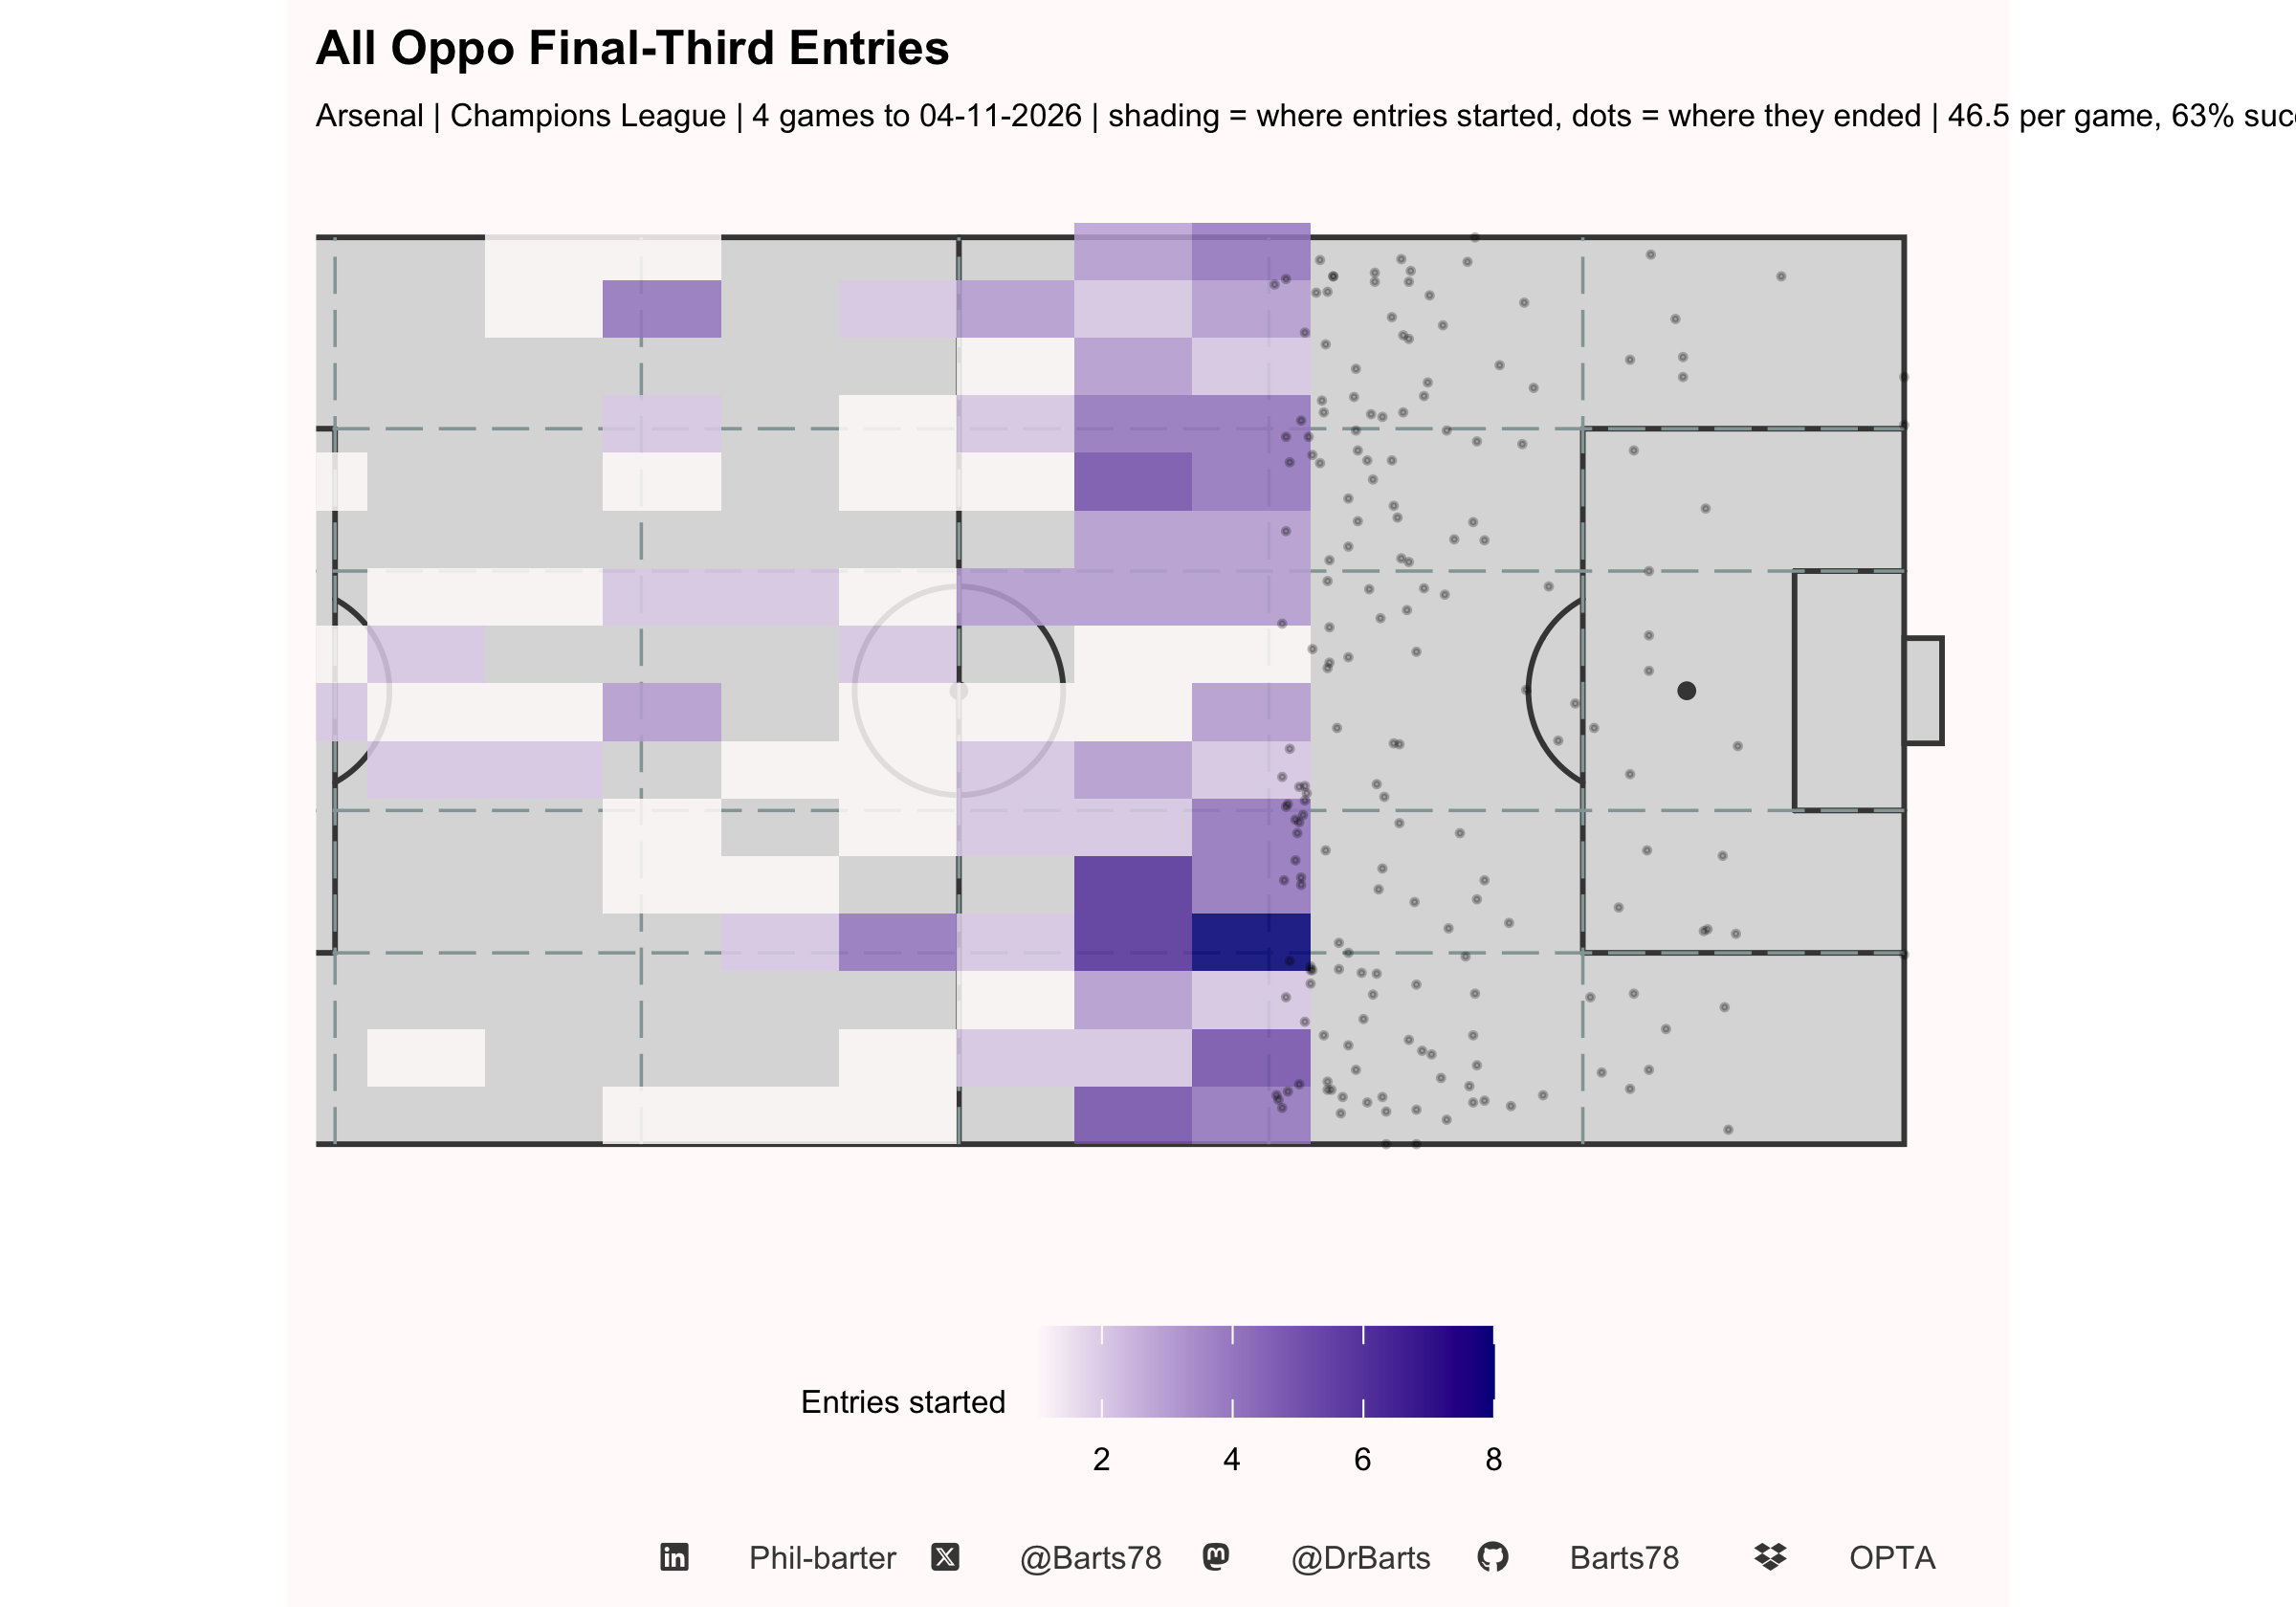 All Oppo Final-Third Entries
Arsenal | Champions League | 4 games to 04-11-2026 | shading = where entries started, dots = where they ended | 46.5 per game, 63%
Entries started
2 4 6 8
Phil-barter @Barts78 @DrBarts Barts78 OPTA